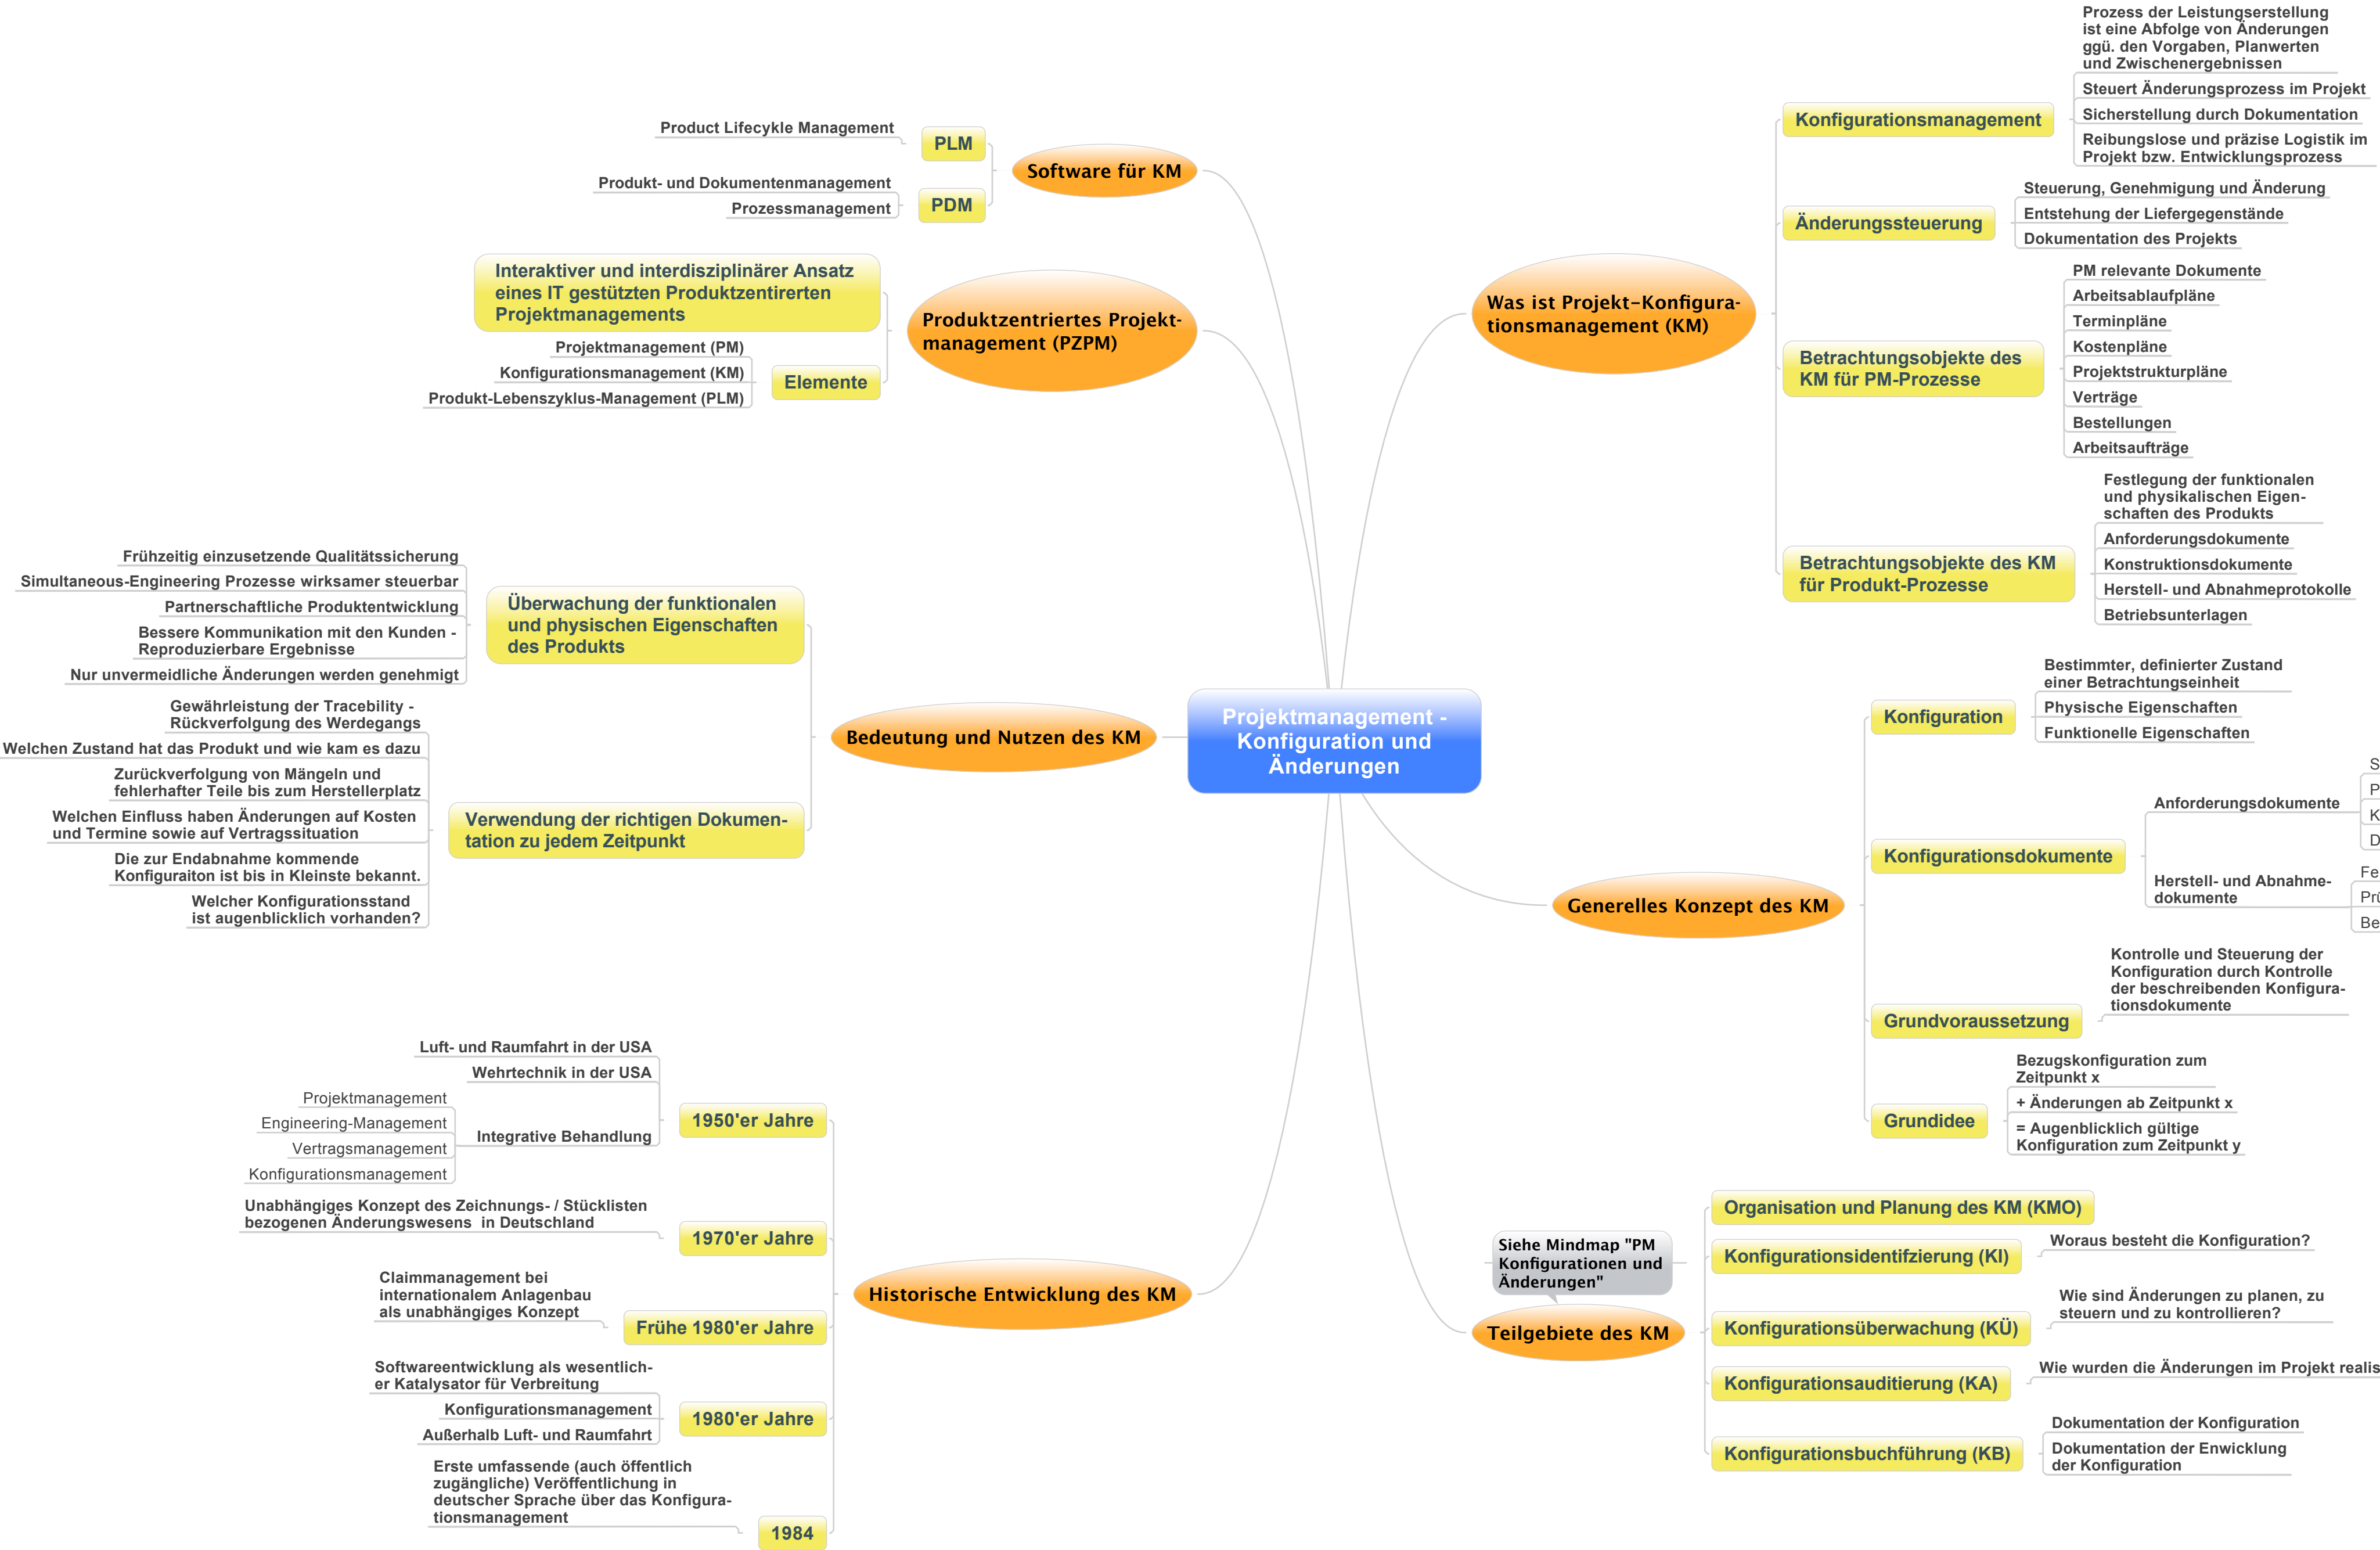 Projektmanagement -
Konfiguration und
Änderungen
Software für KM
PLM
Product Lifecykle Management
PDM
Produkt- und Dokumentenmanagement
Prozessmanagement
Produktzentriertes Projekt-
management (PZPM)
Interaktiver und interdisziplinärer Ansatz
eines IT gestützten Produktzentirerten
Projektmanagements
Elemente
Projektmanagement (PM)
Konfigurationsmanagement (KM)
Produkt-Lebenszyklus-Management (PLM)
Bedeutung und Nutzen des KM
Überwachung der funktionalen
und physischen Eigenschaften
des Produkts
Frühzeitig einzusetzende Qualitätssicherung
Simultaneous-Engineering Prozesse wirksamer steuerbar
Partnerschaftliche Produktentwicklung
Bessere Kommunikation mit den Kunden -
Reproduzierbare Ergebnisse
Nur unvermeidliche Änderungen werden genehmigt
Verwendung der richtigen Dokumen-
tation zu jedem Zeitpunkt
Gewährleistung der Tracebility -
Rückverfolgung des Werdegangs
Welchen Zustand hat das Produkt und wie kam es dazu
Zurückverfolgung von Mängeln und
fehlerhafter Teile bis zum Herstellerplatz
Welchen Einfluss haben Änderungen auf Kosten
und Termine sowie auf Vertragssituation
Die zur Endabnahme kommende
Konfiguraiton ist bis in Kleinste bekannt.
Welcher Konfigurationsstand
ist augenblicklich vorhanden?
Historische Entwicklung des KM
1950'er Jahre
Luft- und Raumfahrt in der USA
Wehrtechnik in der USA
Integrative Behandlung
Projektmanagement
Engineering-Management
Vertragsmanagement
Konfigurationsmanagement
1970'er Jahre
Unabhängiges Konzept des Zeichnungs- / Stücklisten
bezogenen Änderungswesens in Deutschland
Frühe 1980'er Jahre
Claimmanagement bei
internationalem Anlagenbau
als unabhängiges Konzept
1980'er Jahre
Softwareentwicklung als wesentlich-
er Katalysator für Verbreitung
Konfigurationsmanagement
Außerhalb Luft- und Raumfahrt
1984
Erste umfassende (auch öffentlich
zugängliche) Veröffentlichung in
deutscher Sprache über das Konfigura-
tionsmanagement
Was ist Projekt-Konfigura-
tionsmanagement (KM)
Konfigurationsmanagement
Prozess der Leistungserstellung
ist eine Abfolge von Änderungen
ggü. den Vorgaben, Planwerten
und Zwischenergebnissen
Steuert Änderungsprozess im Projekt
Sicherstellung durch Dokumentation
Reibungslose und präzise Logistik im
Projekt bzw. Entwicklungsprozess
Änderungssteuerung
Steuerung, Genehmigung und Änderung
Entstehung der Liefergegenstände
Dokumentation des Projekts
Betrachtungsobjekte des
KM für PM-Prozesse
PM relevante Dokumente
Arbeitsablaufpläne
Terminpläne
Kostenpläne
Projektstrukturpläne
Verträge
Bestellungen
Arbeitsaufträge
Betrachtungsobjekte des KM
für Produkt-Prozesse
Festlegung der funktionalen
und physikalischen Eigen-
schaften des Produkts
Anforderungsdokumente
Konstruktionsdokumente
Herstell- und Abnahmeprotokolle
Betriebsunterlagen
Generelles Konzept des KM
Konfiguration
Bestimmter, definierter Zustand
einer Betrachtungseinheit
Physische Eigenschaften
Funktionelle Eigenschaften
Konfigurationsdokumente
Anforderungsdokumente
Herstell- und Abnahme-
dokumente
Grundvoraussetzung
Kontrolle und Steuerung der
Konfiguration durch Kontrolle
der beschreibenden Konfigura-
tionsdokumente
Grundidee
Bezugskonfiguration zum
Zeitpunkt x
+ Änderungen ab Zeitpunkt x
= Augenblicklich gültige
Konfiguration zum Zeitpunkt y
Siehe Mindmap "PM
Konfigurationen und
Änderungen"
Teilgebiete des KM
Organisation und Planung des KM (KMO)
Konfigurationsidentifzierung (KI)
Woraus besteht die Konfiguration?
Konfigurationsüberwachung (KÜ)
Wie sind Änderungen zu planen, zu
steuern und zu kontrollieren?
Konfigurationsauditierung (KA)
Wie wurden die Änderungen im Projekt
Konfigurationsbuchführung (KB)
Dokumentation der Konfiguration
Dokumentation der Enwicklung
der Konfiguration